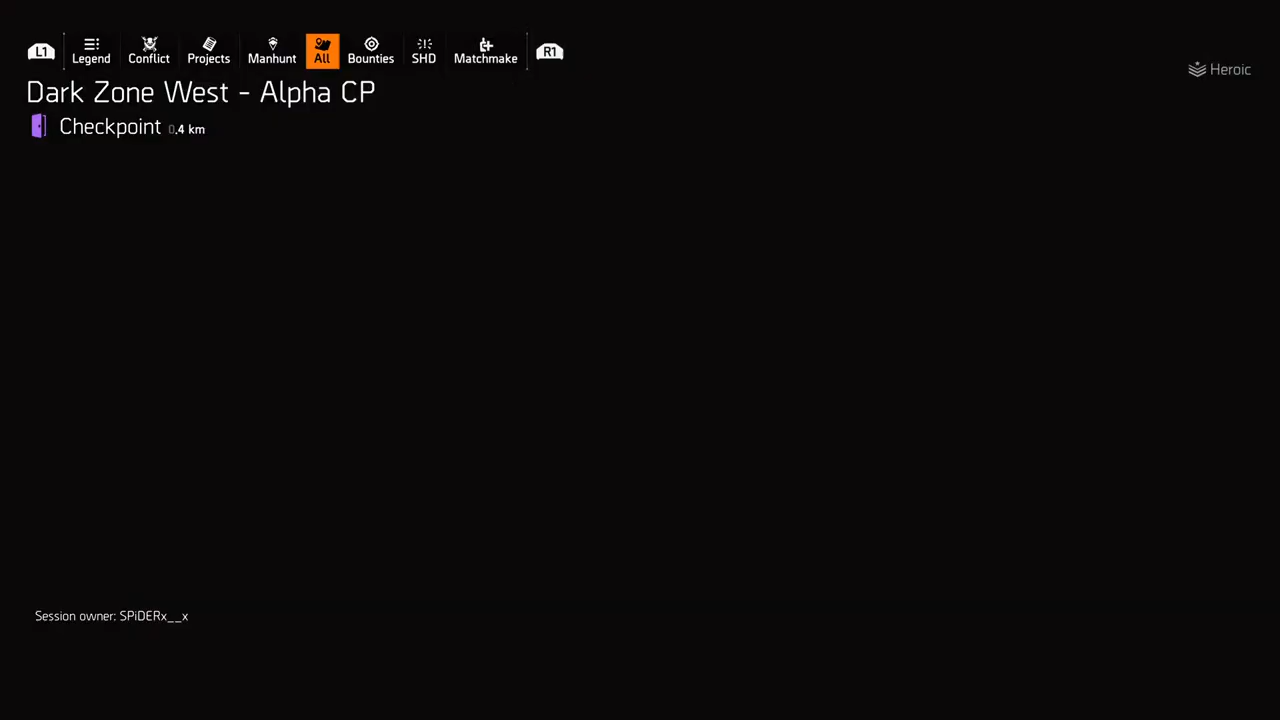 L1 Legend Conflict Projects Manhunt All Bounties SHD Matchmake R1
Heroic
Dark Zone West - Alpha CP
Checkpoint 0.4 km
Session owner: SPiDERx__x